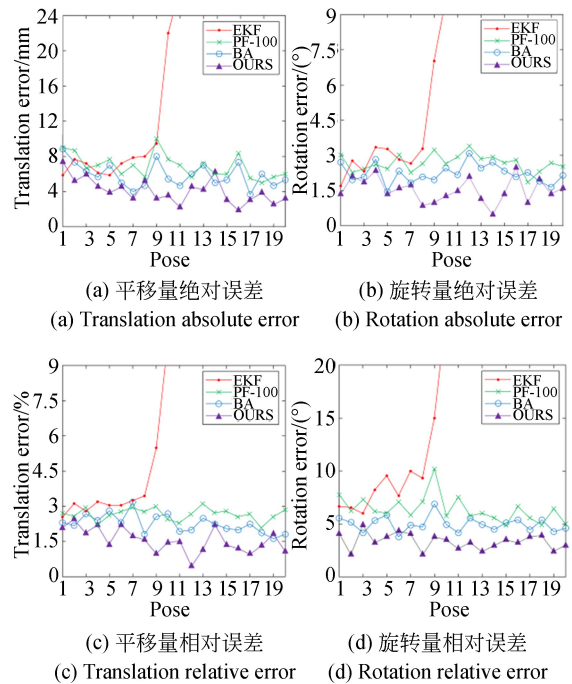 Translation error/mm
24
20
16
12
8
4
0
EKF
PF-100
BA
OURS
1 3 5 7 9 11 13 15 17 19
Pose
(a) 平移量绝对误差
(a) Translation absolute error
Rotation error/(°)
9
7.5
6
4.5
3
1.5
0
EKF
PF-100
BA
OURS
1 3 5 7 9 11 13 15 17 19
Pose
(b) 旋转量绝对误差
(b) Rotation absolute error
Translation error/%
9
7.5
6
4.5
3
1.5
0
EKF
PF-100
BA
OURS
1 3 5 7 9 11 13 15 17 19
Pose
(c) 平移量相对误差
(c) Translation relative error
Rotation error/(°)
20
15
10
5
0
EKF
PF-100
BA
OURS
1 3 5 7 9 11 13 15 17 19
Pose
(d) 旋转量相对误差
(d) Rotation relative error